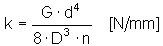 k = G · d⁴ / 8 · D³ · n [N/mm]